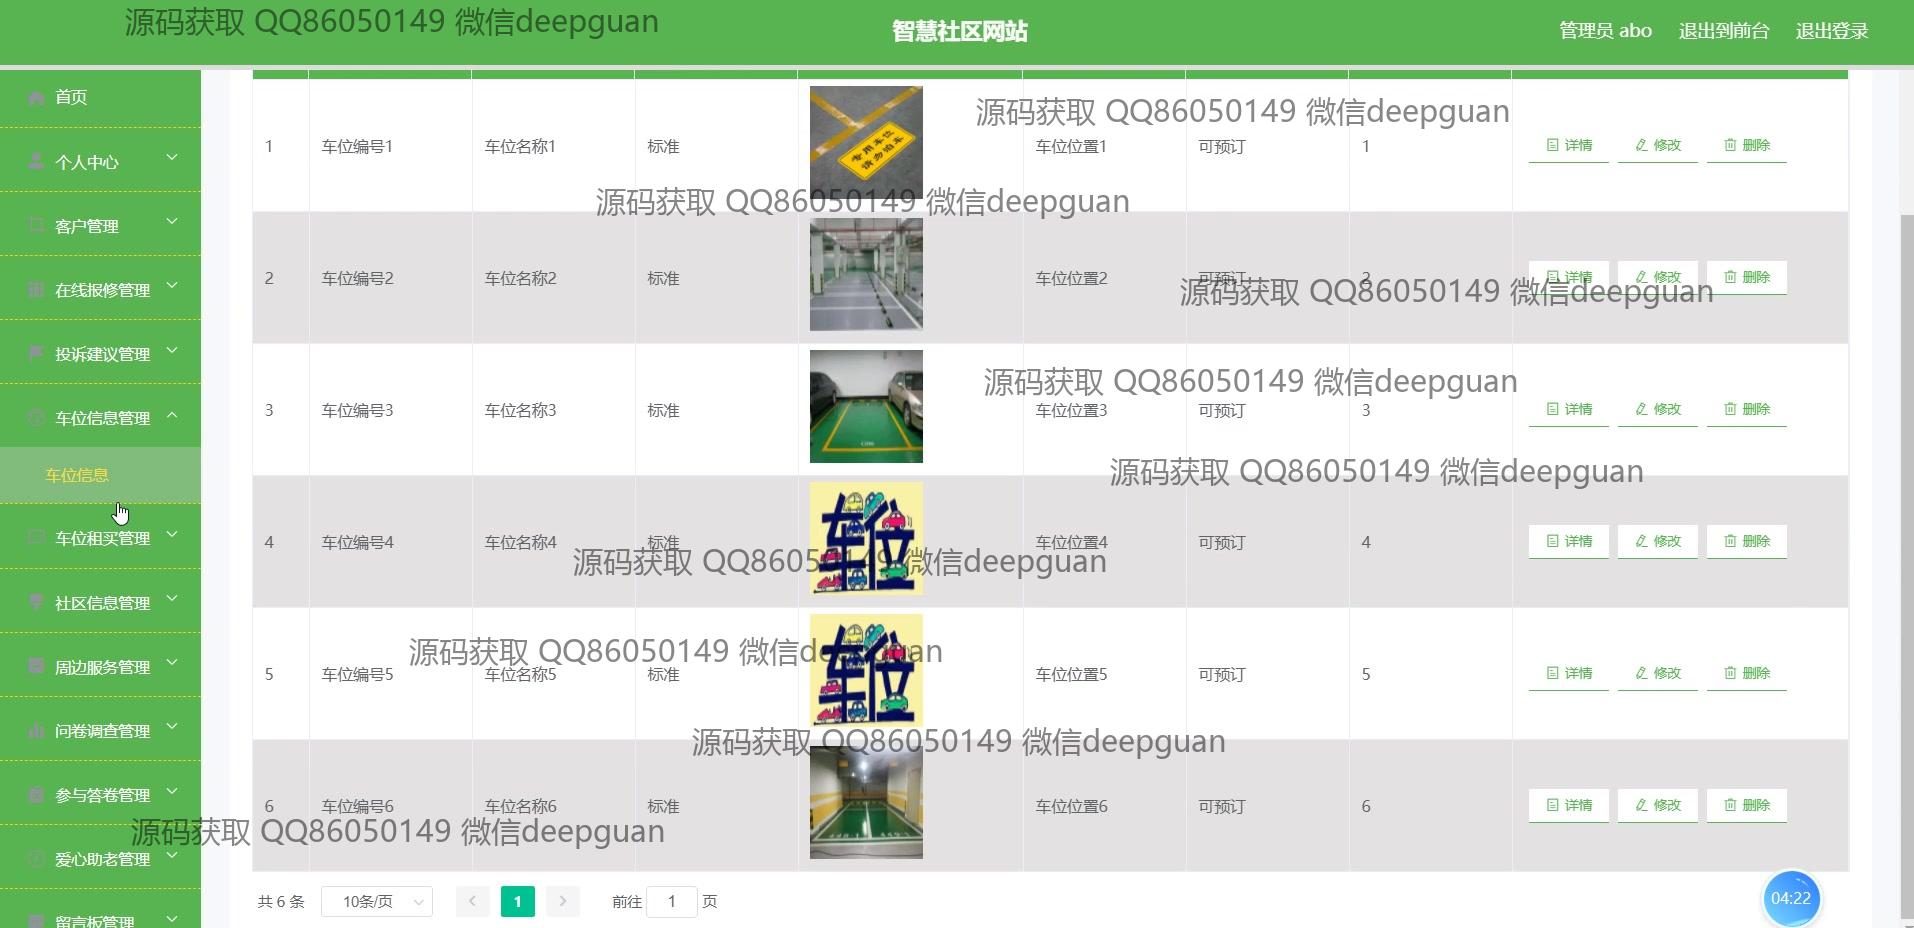 源码获取 QQ86050149 微信deepguan
智慧社区网站
管理员 abo 退出到前台 退出登录
首页
个人中心
客户管理
在线报修管理
投诉建议管理
车位信息管理
车位信息
车位租买管理
社区信息管理
周边服务管理
问卷调查管理
参与答卷管理
爱心助老管理
留言板管理
源码获取 QQ86050149 微信deepguan
1 车位编号1 车位名称1 标准 专用车位 请勿泊车 车位位置1 可预订 1 详情 修改 删除
源码获取 QQ86050149 微信deepguan
2 车位编号2 车位名称2 标准 车位位置2 可预订 2 详情 修改 删除
源码获取 QQ86050149 微信deepguan
源码获取 QQ86050149 微信deepguan
3 车位编号3 车位名称3 标准 车位位置3 可预订 3 详情 修改 删除
源码获取 QQ86050149 微信deepguan
4 车位编号4 车位名称4 标准 车位 车位位置4 可预订 4 详情 修改 删除
源码获取 QQ86050149 微信deepguan
源码获取 QQ86050149 微信deepguan
5 车位编号5 车位名称5 标准 车位 车位位置5 可预订 5 详情 修改 删除
源码获取 QQ86050149 微信deepguan
6 车位编号6 车位名称6 标准 车位位置6 可预订 6 详情 修改 删除
源码获取 QQ86050149 微信deepguan
共 6 条 10条/页 1 前往 1 页
04:22